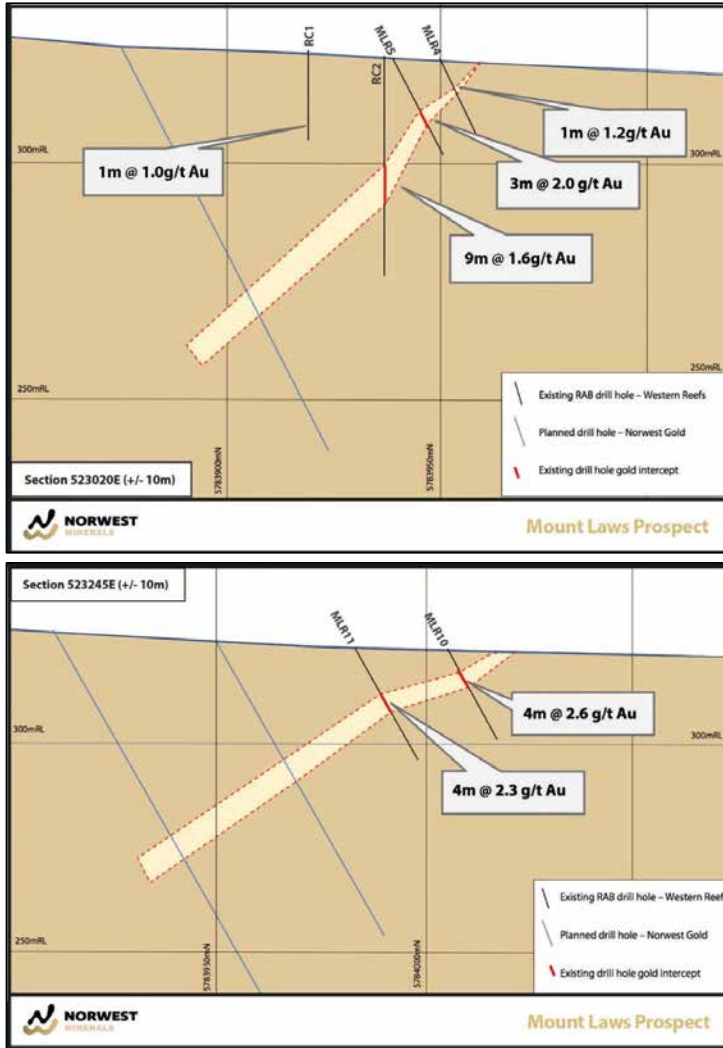 RC1
RC2
MLR5
MLR4
1m @ 1.0g/t Au
1m @ 1.2g/t Au
3m @ 2.0 g/t Au
9m @ 1.6g/t Au
300mRL
250mRL
5783900mN
5783950mN
Existing RAB drill hole – Western Reefs
Planned drill hole – Norwest Gold
Existing drill hole gold intercept
Section 523020E (+/- 10m)
NORWEST
MINERALS
Mount Laws Prospect
Section 523245E (+/- 10m)
MLR11
MLR10
4m @ 2.6 g/t Au
4m @ 2.3 g/t Au
300mRL
300mRL
250mRL
5783950mN
5784000mN
Existing RAB drill hole – Western Reef
Planned drill hole – Norwest Gold
Existing drill hole gold intercept
NORWEST
MINERALS
Mount Laws Prospect